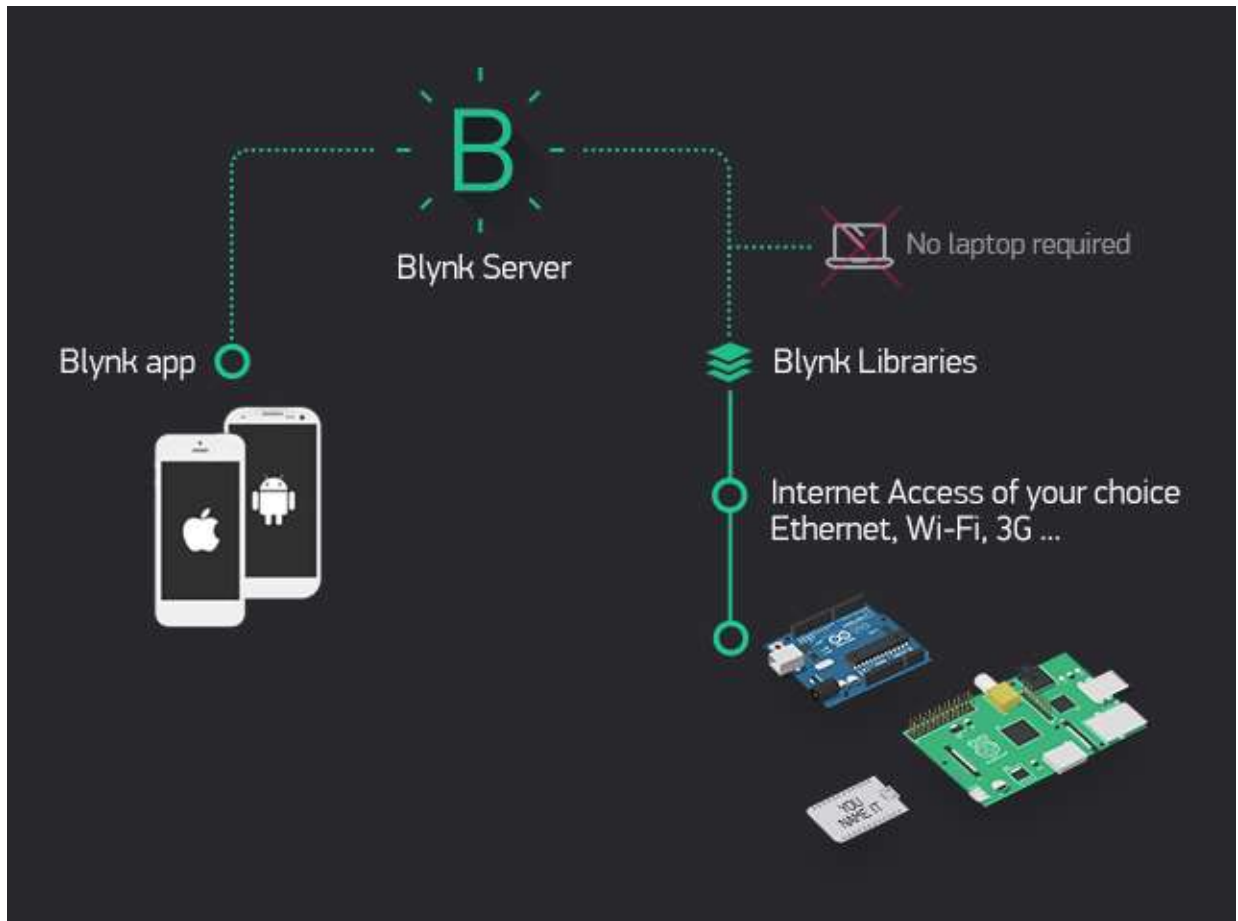 B
Blynk Server
No laptop required
Blynk app
Blynk Libraries
Internet Access of your choice
Ethernet, Wi-Fi, 3G ...
YOU
NAME IT